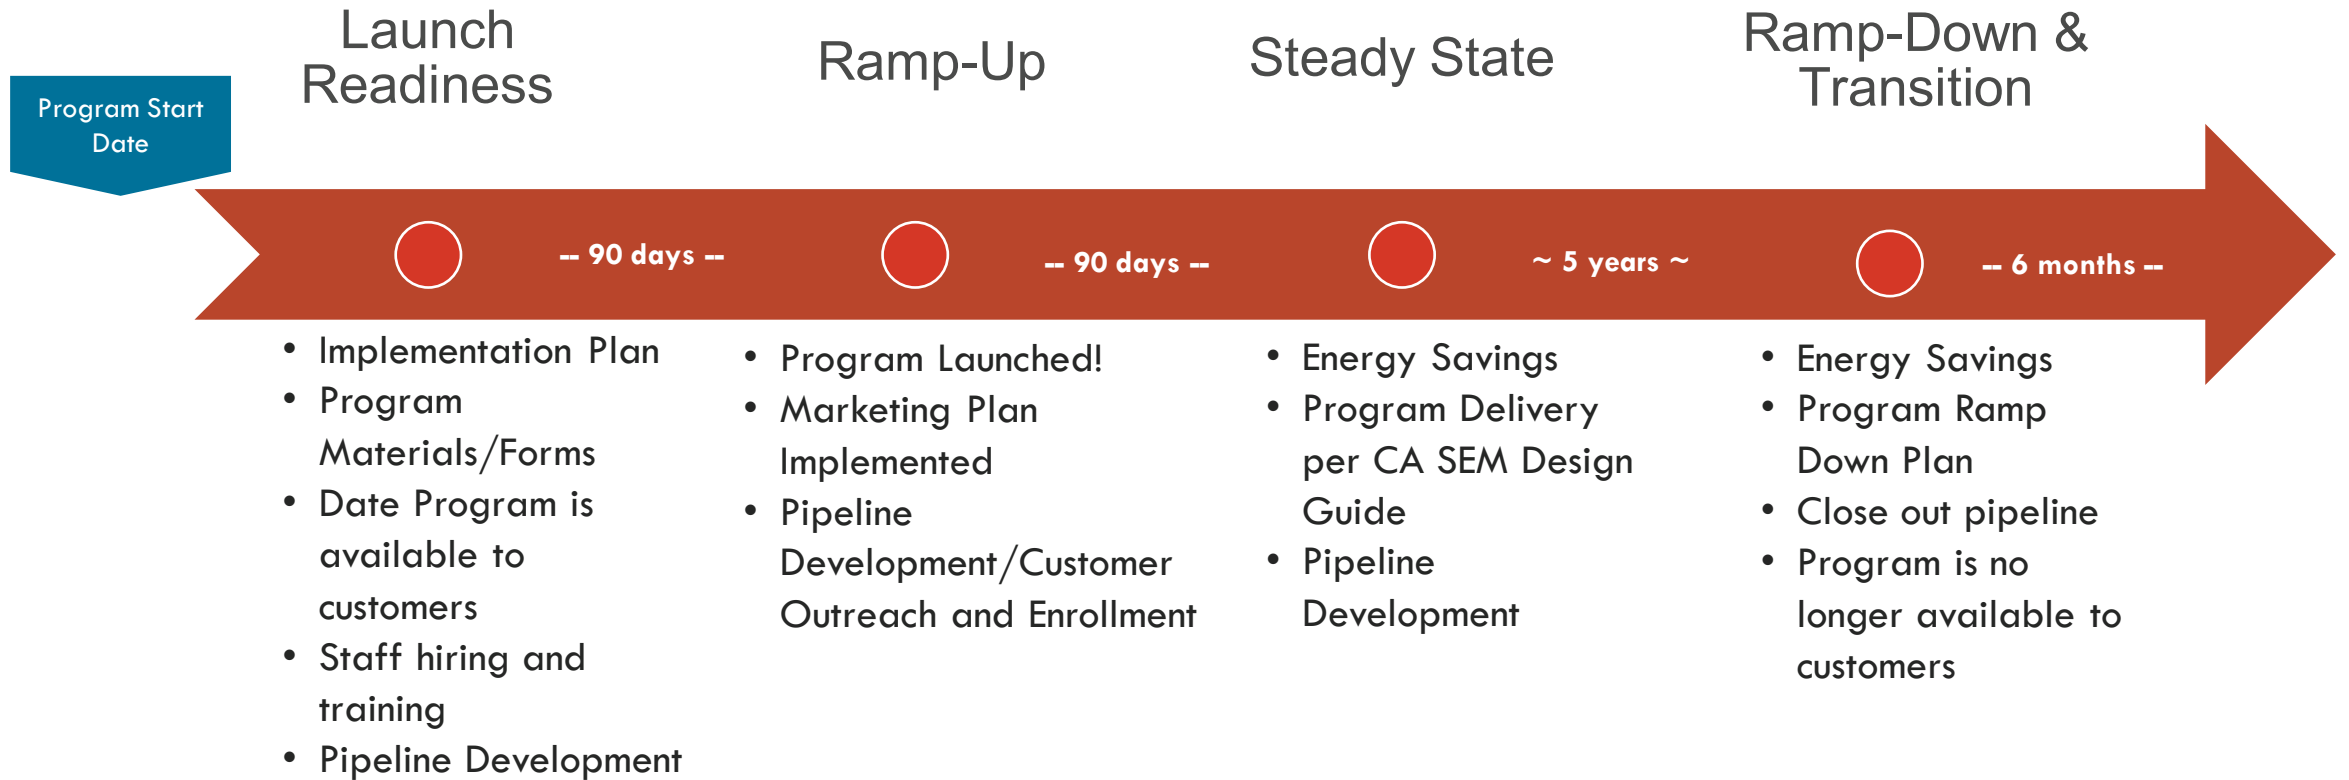 Program Start
Date
Launch
Readiness
Ramp-Up
Steady State
Ramp-Down &
Transition
-- 90 days --
-- 90 days --
~ 5 years ~
-- 6 months --
• Implementation Plan
• Program
Materials/Forms
• Date Program is
available to
customers
• Staff hiring and
training
• Pipeline Development
• Program Launched!
• Marketing Plan
Implemented
• Pipeline
Development/Customer
Outreach and Enrollment
• Energy Savings
• Program Delivery
per CA SEM Design
Guide
• Pipeline
Development
• Energy Savings
• Program Ramp
Down Plan
• Close out pipeline
• Program is no
longer available to
customers